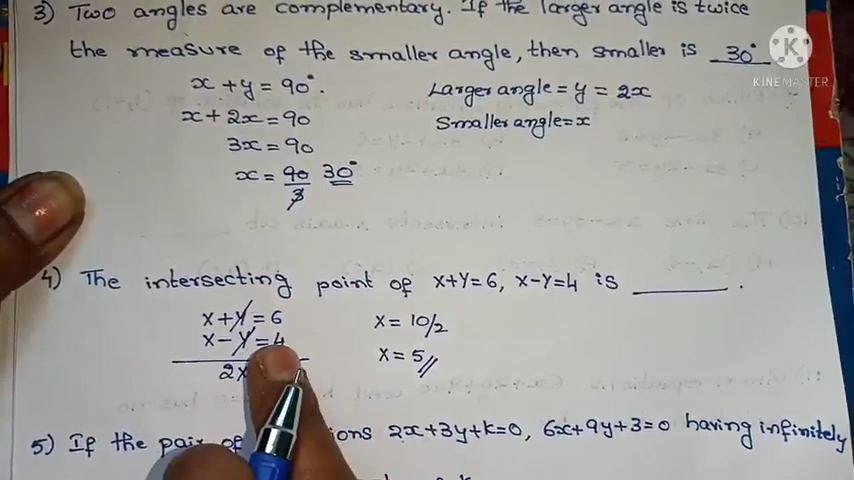 3) Two angles are complementary. If the larger angle is twice
the measure of the smaller angle, then smaller is 30°
x + y = 90°.
Larger angle = y = 2x
x + 2x = 90
Smaller angle = x
3x = 90
x = 90/3 30°
4) The intersecting point of x+y=6, x-y=4 is ______.
x+y=6
x-y=4
2x
x = 10/2
x = 5//
5) If the pair of 2x+3y+k=0, 6x+9y+3=0 having infinitely
KINEMASTER